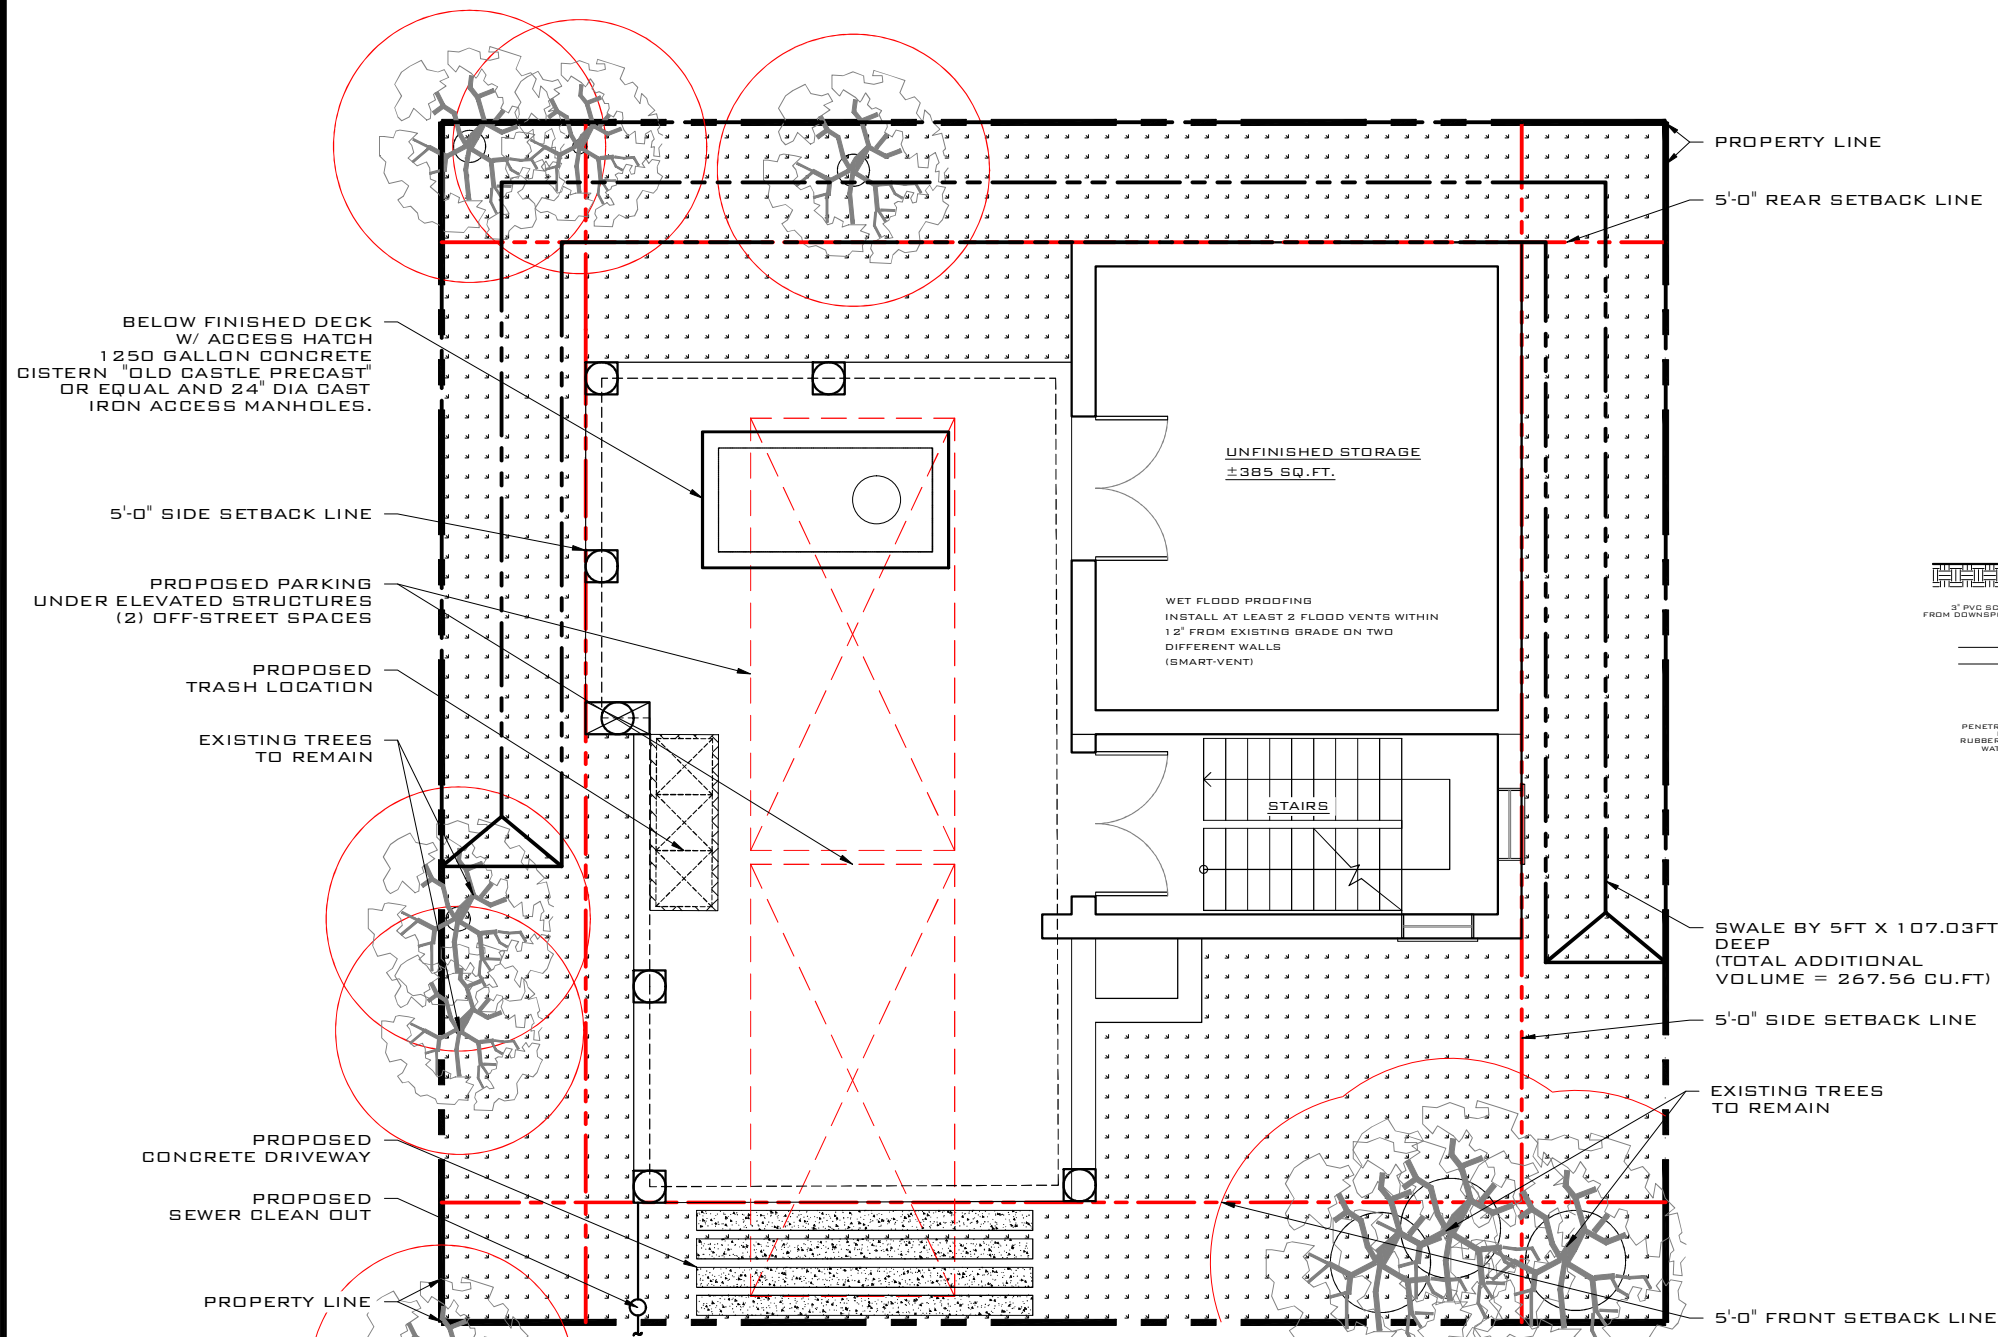 PROPERTY LINE
5'-0" REAR SETBACK LINE
BELOW FINISHED DECK
W/ ACCESS HATCH
1250 GALLON CONCRETE
CISTERN "OLD CASTLE PRECAST"
OR EQUAL AND 24" DIA CAST
IRON ACCESS MANHOLES.
5'-0" SIDE SETBACK LINE
PROPOSED PARKING
UNDER ELEVATED STRUCTURES
(2) OFF-STREET SPACES
PROPOSED
TRASH LOCATION
EXISTING TREES
TO REMAIN
PROPOSED
CONCRETE DRIVEWAY
PROPOSED
SEWER CLEAN OUT
PROPERTY LINE
UNFINISHED STORAGE
±385 SQ.FT.
WET FLOOD PROOFING
INSTALL AT LEAST 2 FLOOD VENTS WITHIN
12" FROM EXISTING GRADE ON TWO
DIFFERENT WALLS
(SMART-VENT)
STAIRS
3" PVC
FROM
RUBBER
SWALE BY 5FT X 107.03FT
DEEP
(TOTAL ADDITIONAL
VOLUME = 267.56 CU.FT)
5'-0" SIDE SETBACK LINE
EXISTING TREES
TO REMAIN
5'-0" FRONT SETBACK LINE